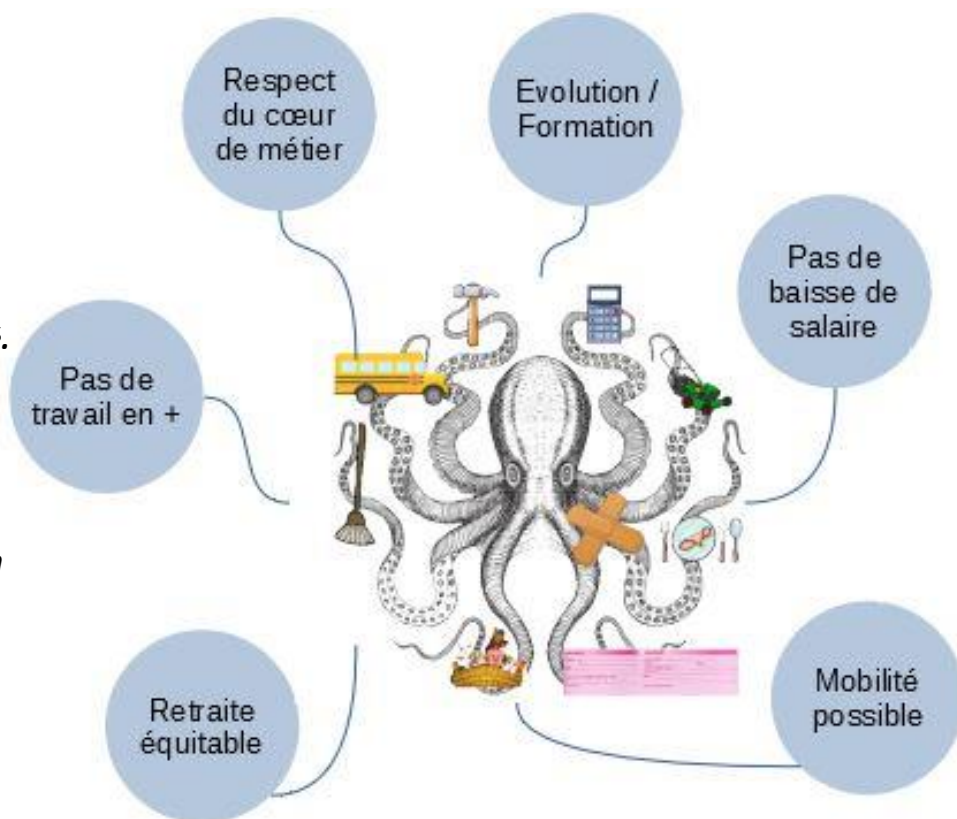 Respect
du cœur
de métier
Evolution /
Formation
Pas de
baisse de
salaire
Pas de
travail en +
Retraite
équitable
Mobilité
possible